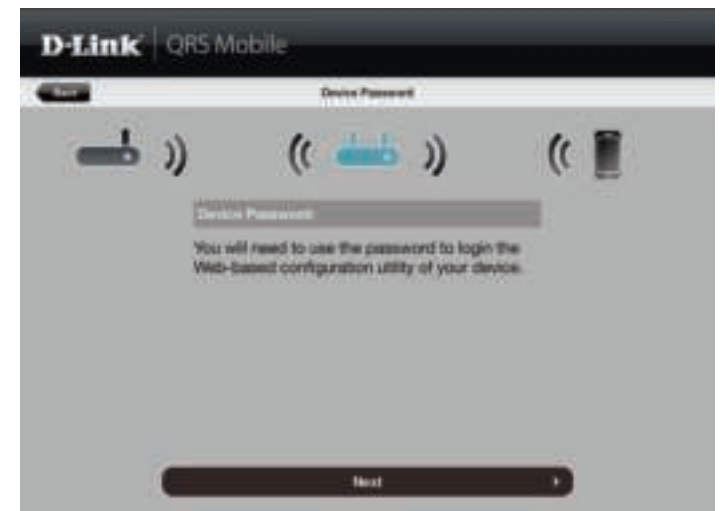 D-Link QRS Mobile
Back
Device Password
Device Password
You will need to use the password to login the
Web-based configuration utility of your device.
Next